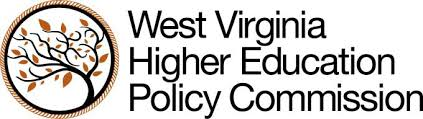 West Virginia
Higher Education
Policy Commission